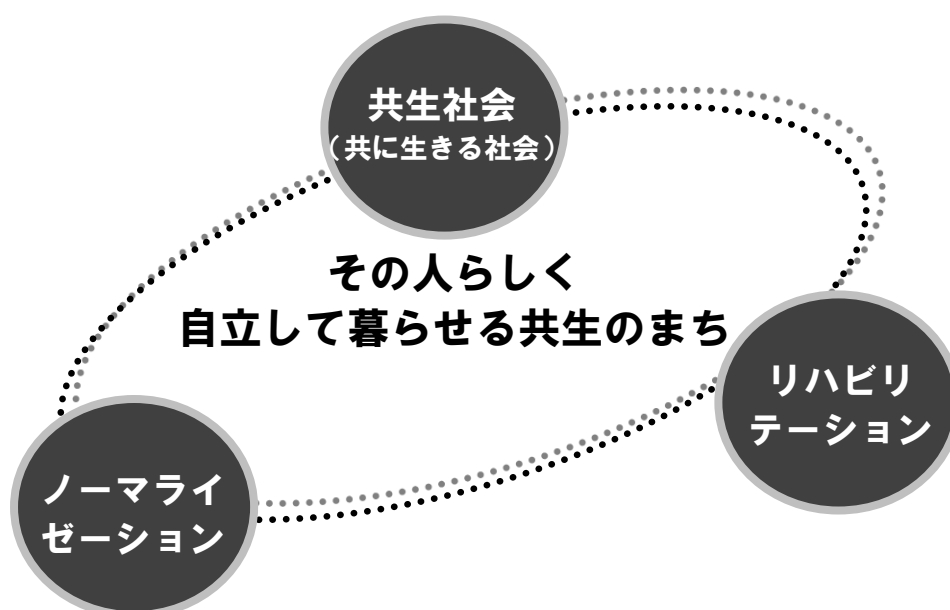 共生社会
(共に生きる社会)
その人らしく
自立して暮らせる共生のまち
リハビリ
テーション
ノーマライ
ゼーション